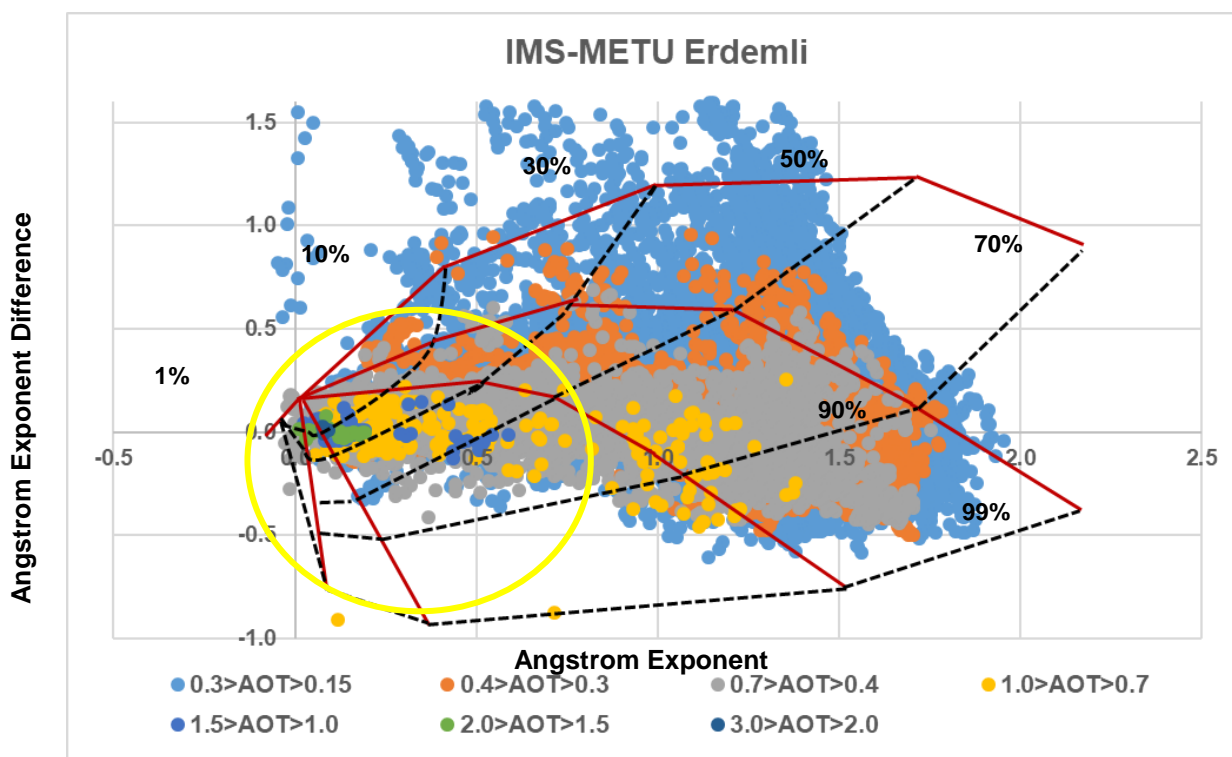 IMS-METU Erdemli
1.5
50%
30%
1.0
70%
10%
0.5
1%
90%
0.0
-0.5 0.0 0.5 1.0 1.5 2.0 2.5
99%
-0.5
-1.0
Angstrom Exponent Difference
Angstrom Exponent
0.3>AOT>0.15 0.4>AOT>0.3 0.7>AOT>0.4 1.0>AOT>0.7
1.5>AOT>1.0 2.0>AOT>1.5 3.0>AOT>2.0